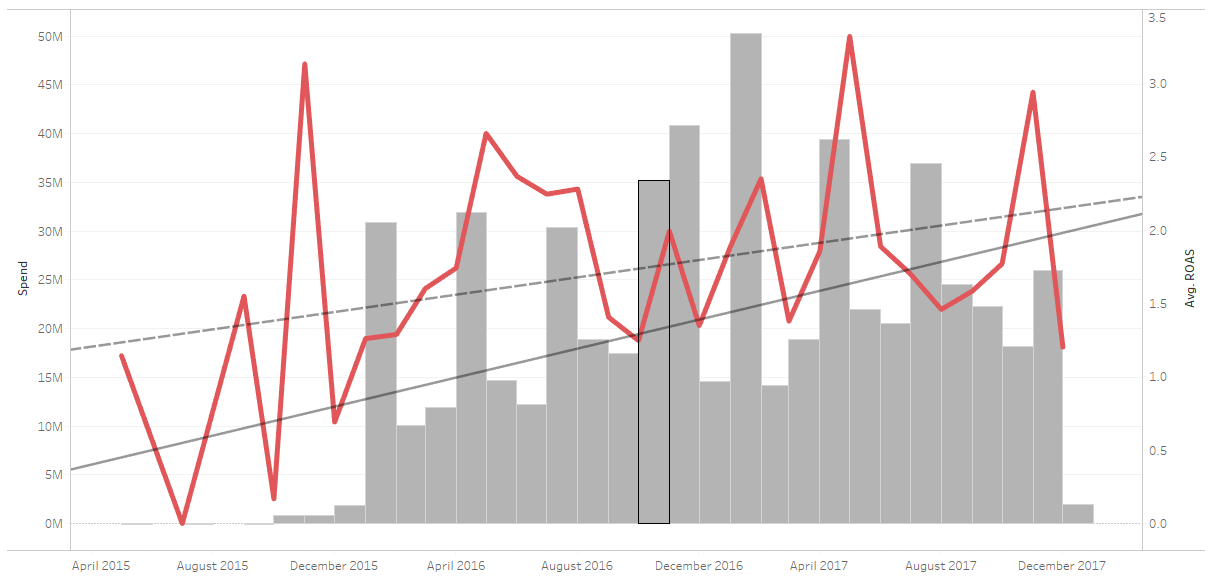 Spend
50M
45M
40M
35M
30M
25M
20M
15M
10M
5M
0M
3.5
3.0
2.5
2.0
1.5
1.0
0.5
0.0
Avg. ROAS
April 2015
August 2015
December 2015
April 2016
August 2016
December 2016
April 2017
August 2017
December 2017